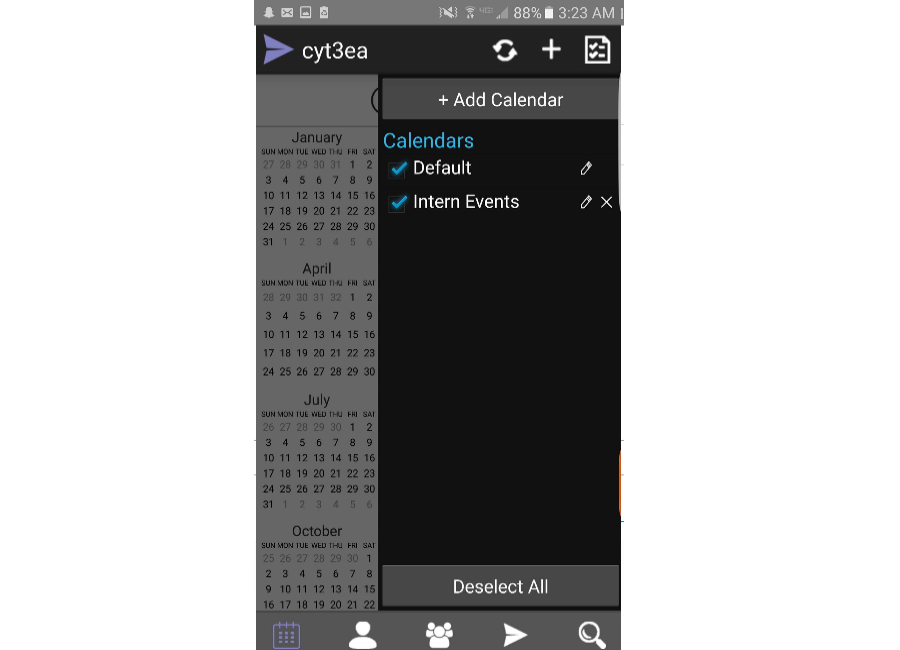 88% 3:23 AM
cyt3ea
+ Add Calendar
Calendars
Default
Intern Events
January
SUN MON TUE WED THU FRI SAT
27 28 29 30 31 1 2
3 4 5 6 7 8 9
10 11 12 13 14 15 16
17 18 19 20 21 22 23
24 25 26 27 28 29 30
31 1 2 3 4 5 6
April
SUN MON TUE WED THU FRI SAT
28 29 30 31 32 1 2
3 4 5 6 7 8 9
10 11 12 13 14 15 16
17 18 19 20 21 22 23
24 25 26 27 28 29 30
July
SUN MON TUE WED THU FRI SAT
26 27 28 29 30 1 2
3 4 5 6 7 8 9
10 11 12 13 14 15 16
17 18 19 20 21 22 23
24 25 26 27 28 29 30
31 1 2 3 4 5 6
October
SUN MON TUE WED THU FRI SAT
25 26 27 28 29 30 1
2 3 4 5 6 7 8
9 10 11 12 13 14 15
16 17 18 19 20 21 22
Deselect All